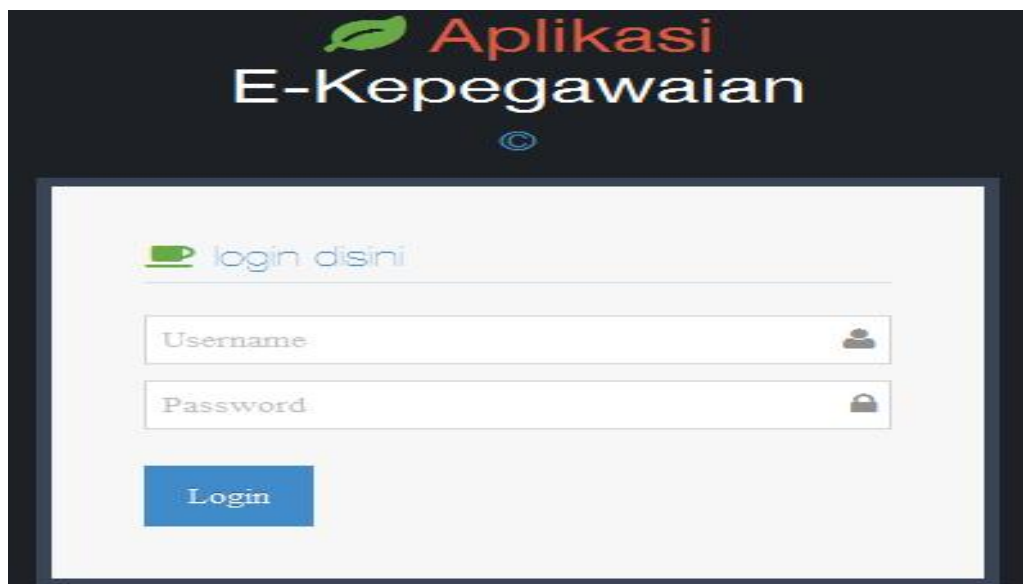 Aplikasi
E-Kepegawaian
©
login disini
Username
Password
Login